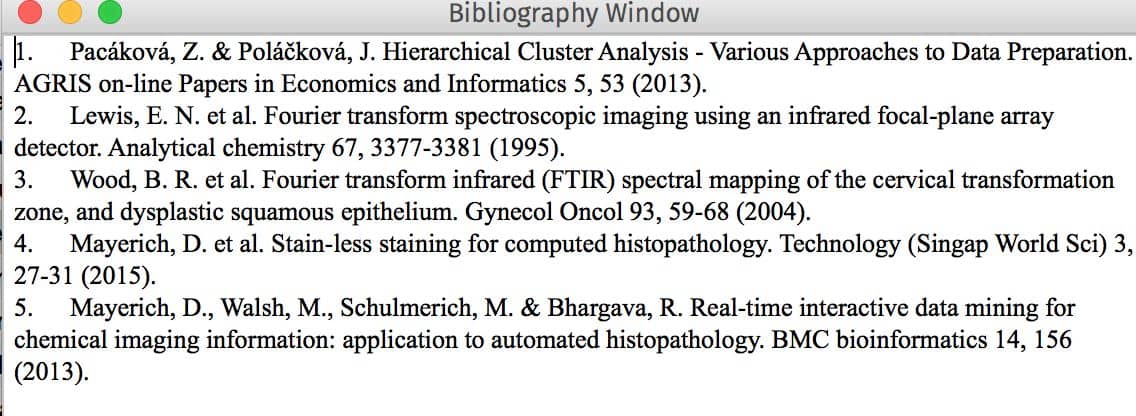 Bibliography Window
1. Pacáková, Z. & Poláčková, J. Hierarchical Cluster Analysis - Various Approaches to Data Preparation.
AGRIS on-line Papers in Economics and Informatics 5, 53 (2013).
2. Lewis, E. N. et al. Fourier transform spectroscopic imaging using an infrared focal-plane array
detector. Analytical chemistry 67, 3377-3381 (1995).
3. Wood, B. R. et al. Fourier transform infrared (FTIR) spectral mapping of the cervical transformation
zone, and dysplastic squamous epithelium. Gynecol Oncol 93, 59-68 (2004).
4. Mayerich, D. et al. Stain-less staining for computed histopathology. Technology (Singap World Sci) 3,
27-31 (2015).
5. Mayerich, D., Walsh, M., Schulmerich, M. & Bhargava, R. Real-time interactive data mining for
chemical imaging information: application to automated histopathology. BMC bioinformatics 14, 156
(2013).